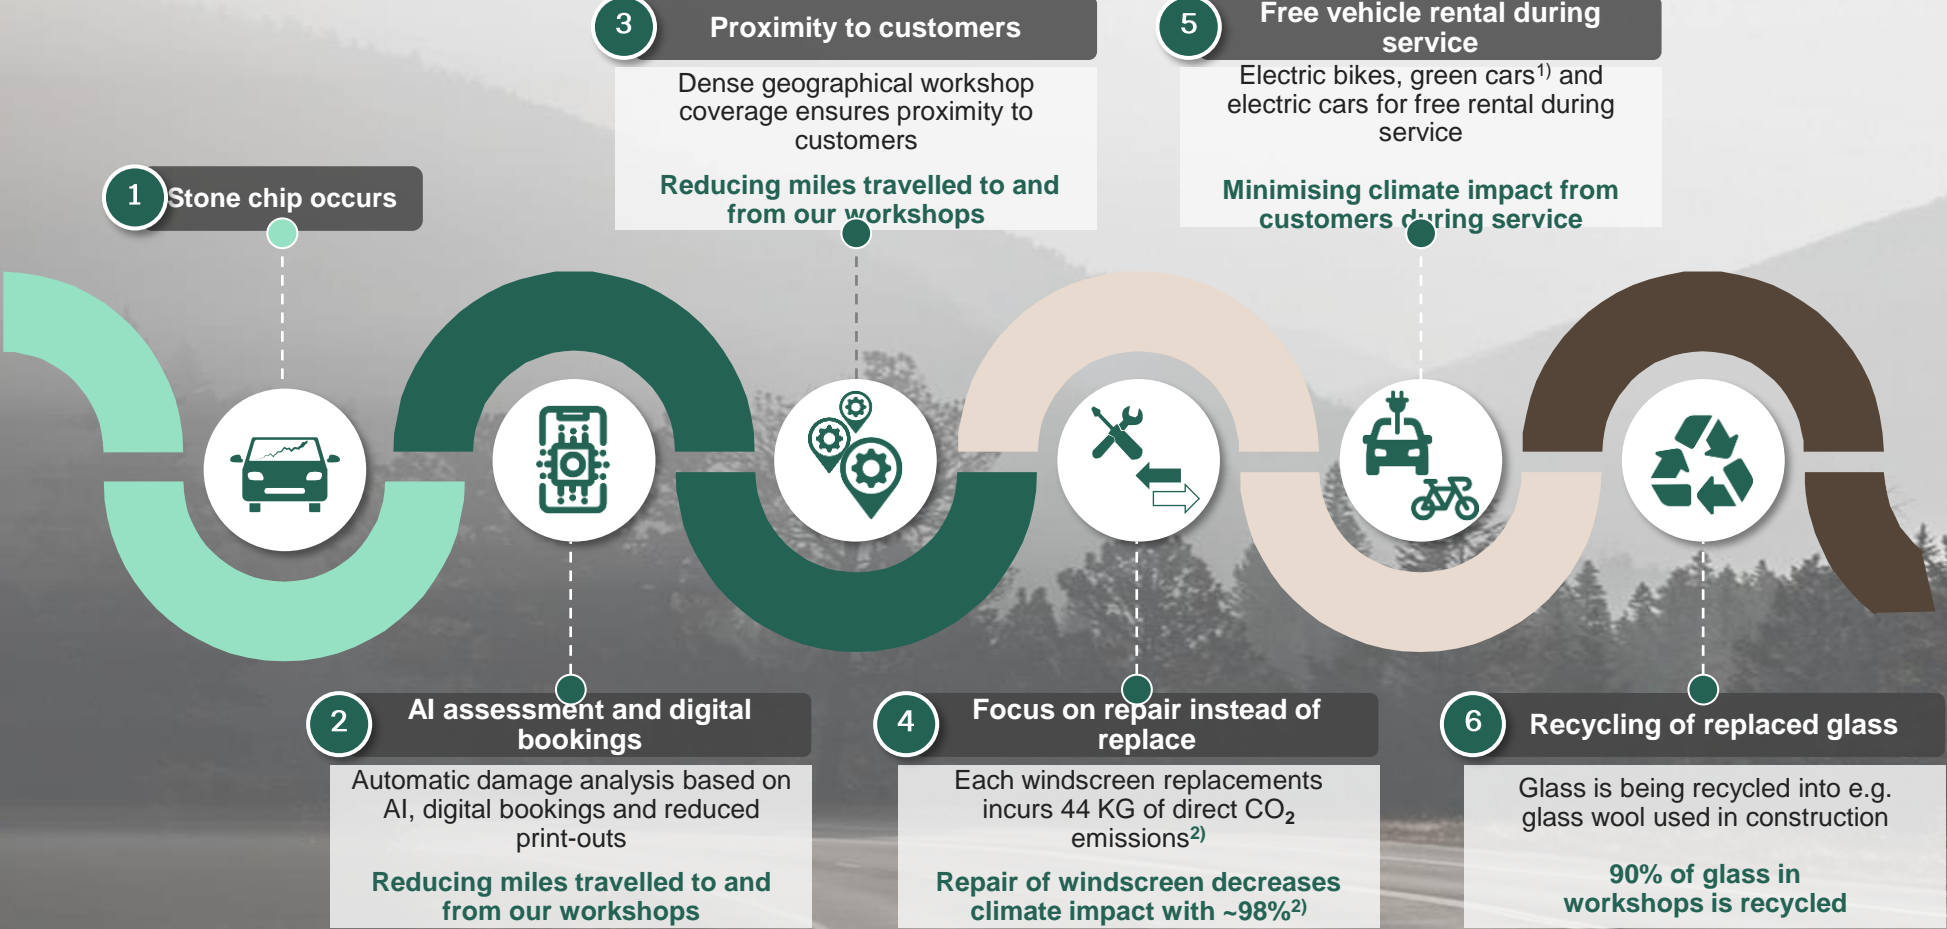 1
Stone chip occurs
2
AI assessment and digital
bookings
Automatic damage analysis based on
AI, digital bookings and reduced
print-outs
Reducing miles travelled to and
from our workshops
3
Proximity to customers
Dense geographical workshop
coverage ensures proximity to
customers
Reducing miles travelled to and
from our workshops
4
Focus on repair instead of
replace
Each windscreen replacements
incurs 44 KG of direct CO₂
emissions²⁾
Repair of windscreen decreases
climate impact with ~98%²⁾
5
Free vehicle rental during
service
Electric bikes, green cars¹⁾ and
electric cars for free rental during
service
Minimising climate impact from
customers during service
6
Recycling of replaced glass
Glass is being recycled into e.g.
glass wool used in construction
90% of glass in
workshops is recycled